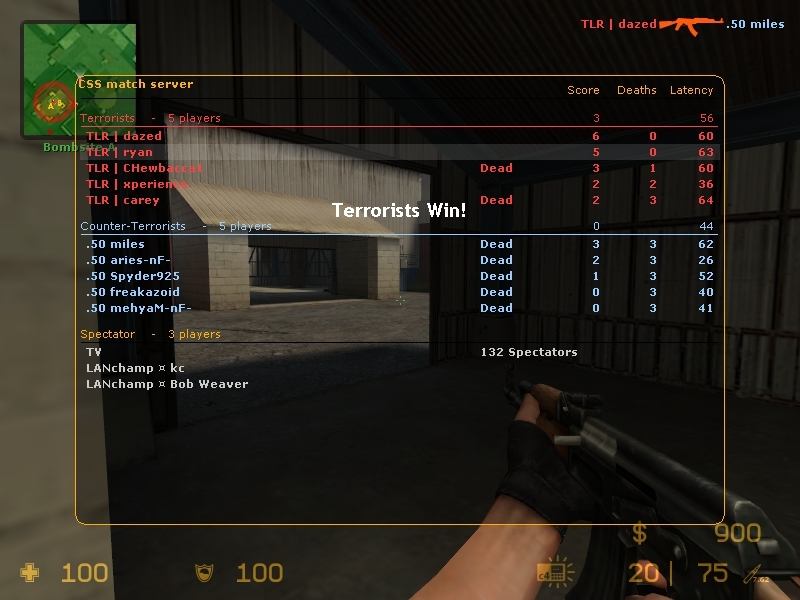 TLR | dazed .50 miles
CSS match server Score Deaths Latency
Terrorists - 5 players 3 56
TLR | dazed 6 0 60
Bombsite A
TLR | ryan 5 0 63
TLR | CHewbacca! Dead 3 1 60
TLR | xperience 2 2 36
TLR | carey Dead 2 3 64
Terrorists Win!
Counter-Terrorists - 5 players 0 44
.50 miles Dead 3 3 62
.50 aries-nF- Dead 2 3 26
.50 Spyder925 Dead 1 3 52
.50 freakazoid Dead 0 3 40
.50 mehyaM-nF- Dead 0 3 41
Spectator - 3 players
TV 132 Spectators
LANchamp ¤ kc
LANchamp ¤ Bob Weaver
$ 900
100 100 C4 20 | 75 7.62